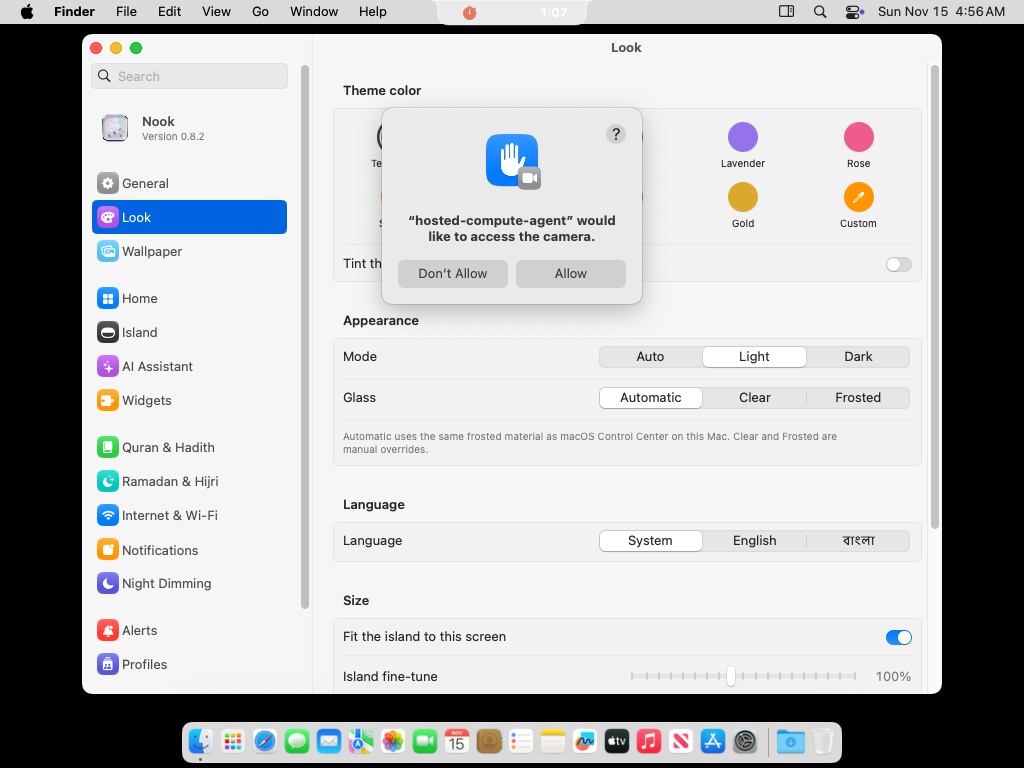 Finder File Edit View Go Window Help 1:07 Sun Nov 15 4:56 AM
Look
Search
Nook
Version 0.8.2
General
Look
Wallpaper
Home
Island
AI Assistant
Widgets
Quran & Hadith
Ramadan & Hijri
Internet & Wi-Fi
Notifications
Night Dimming
Alerts
Profiles
Theme color
Lavender Rose
Gold Custom
Tint th
?
“hosted-compute-agent” would
like to access the camera.
Don’t Allow Allow
Appearance
Mode Auto Light Dark
Glass Automatic Clear Frosted
Automatic uses the same frosted material as macOS Control Center on this Mac. Clear and Frosted are
manual overrides.
Language
Language System English বাংলা
Size
Fit the island to this screen
Island fine-tune 100%
NOV
15
tv